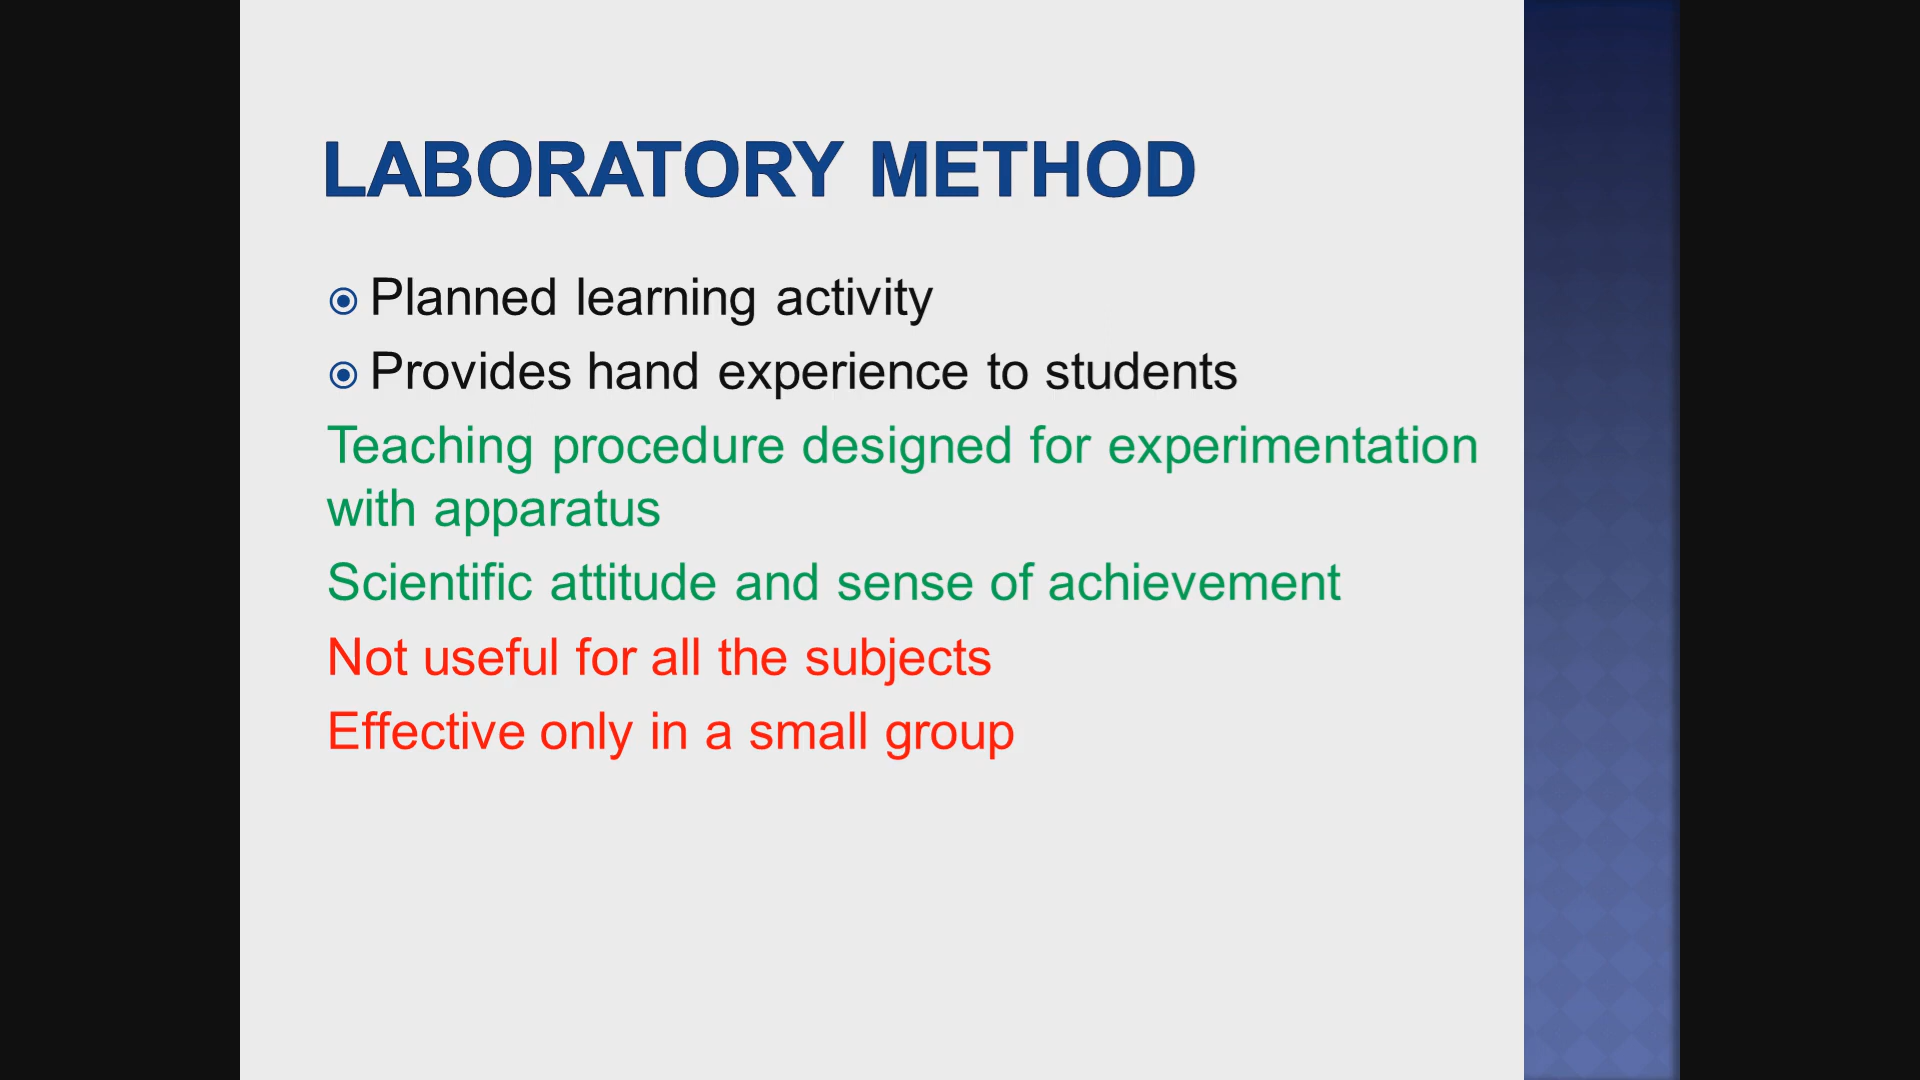 LABORATORY METHOD
Planned learning activity
Provides hand experience to students
Teaching procedure designed for experimentation
with apparatus
Scientific attitude and sense of achievement
Not useful for all the subjects
Effective only in a small group